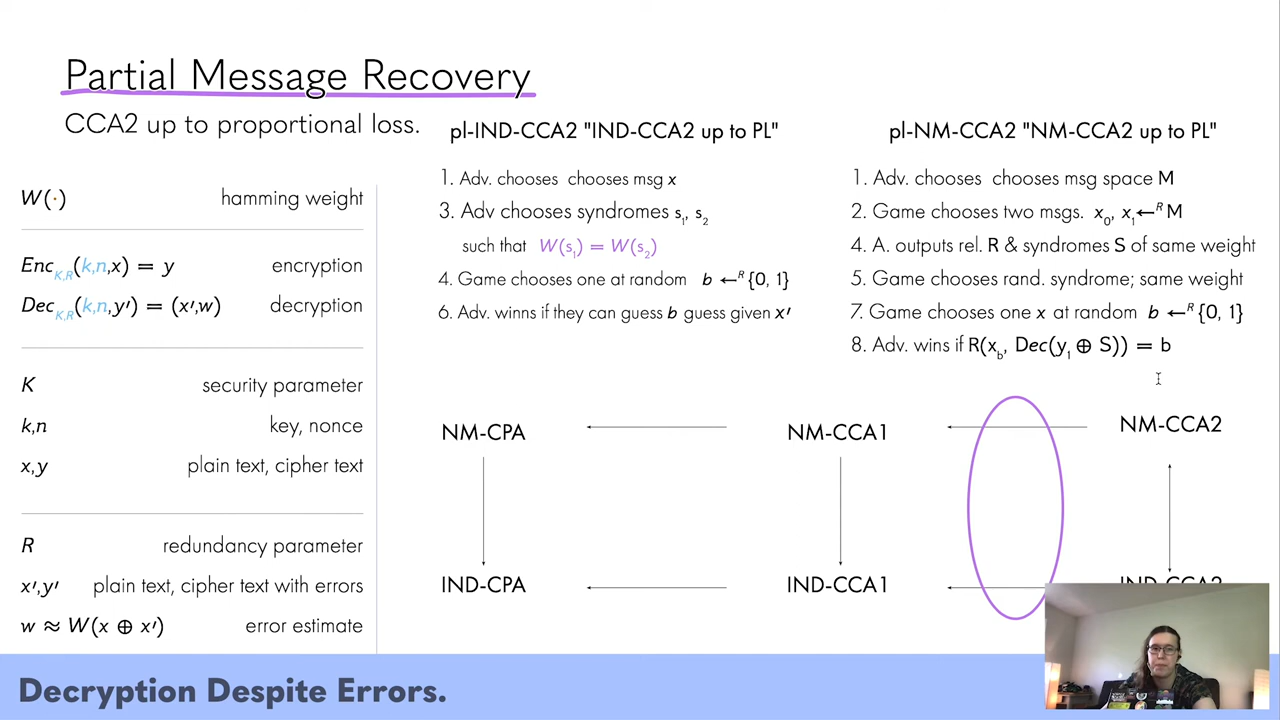 Partial Message Recovery
CCA2 up to proportional loss.
W(·) hamming weight
Enc K,R (k,n,x) = y encryption
Dec K,R (k,n,y′) = (x′,w) decryption
K security parameter
k,n key, nonce
x,y plain text, cipher text
R redundancy parameter
x′,y′ plain text, cipher text with errors
w ≈ W(x ⊕ x′) error estimate
pl-IND-CCA2 "IND-CCA2 up to PL"
1. Adv. chooses chooses msg x
3. Adv chooses syndromes s₁, s₂
such that W(s₁) = W(s₂)
4. Game chooses one at random b ←ᴿ {0, 1}
6. Adv. winns if they can guess b guess given x′
pl-NM-CCA2 "NM-CCA2 up to PL"
1. Adv. chooses chooses msg space M
2. Game chooses two msgs. x₀, x₁ ←ᴿ M
4. A. outputs rel. R & syndromes S of same weight
5. Game chooses rand. syndrome; same weight
7. Game chooses one x at random b ←ᴿ {0, 1}
8. Adv. wins if R(x_b, Dec(y₁ ⊕ S)) = b
NM-CPA NM-CCA1 NM-CCA2
IND-CPA IND-CCA1 IND-CCA2
Decryption Despite Errors.